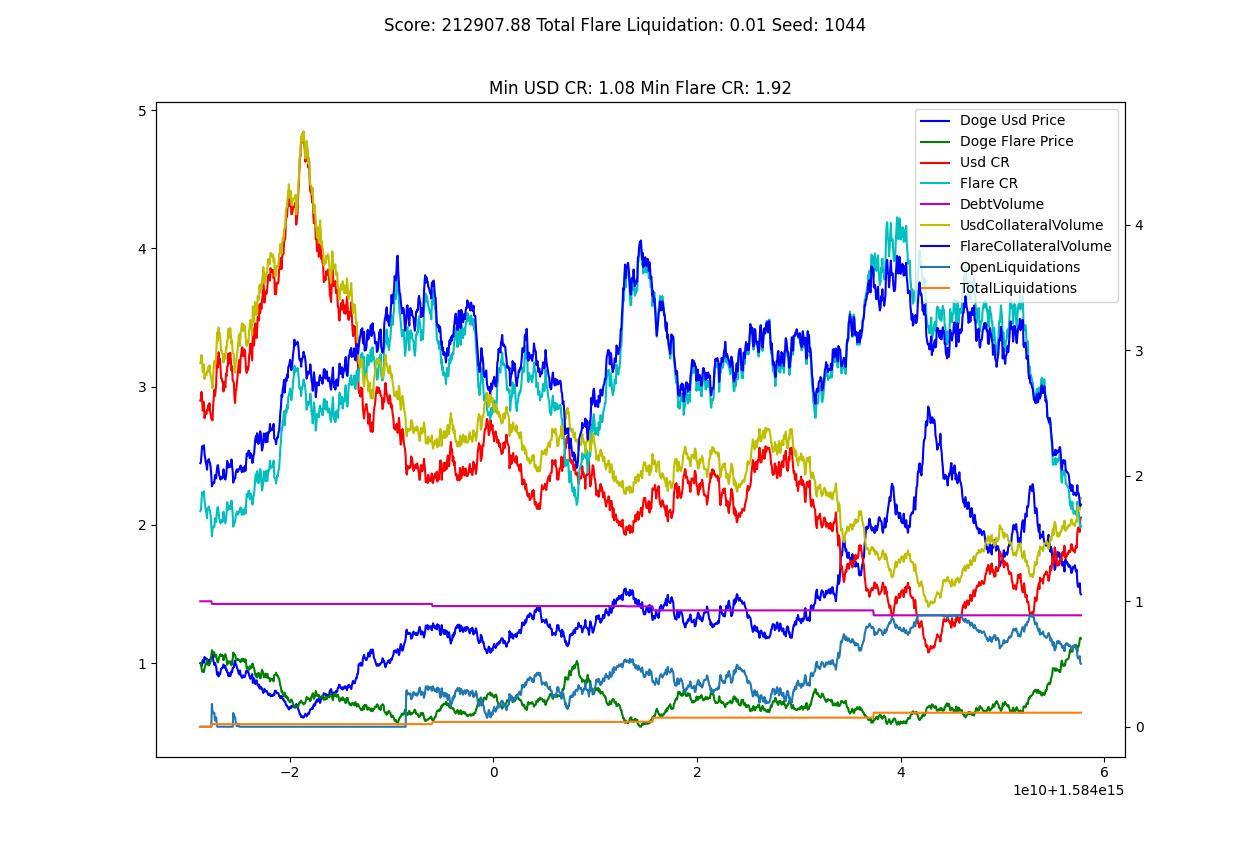 Score: 212907.88 Total Flare Liquidation: 0.01 Seed: 1044
Min USD CR: 1.08 Min Flare CR: 1.92
5
4
3
2
1
Doge Usd Price
Doge Flare Price
Usd CR
Flare CR
DebtVolume
UsdCollateralVolume
FlareCollateralVolume
OpenLiquidations
TotalLiquidations
4
3
2
1
0
−2
0
2
4
6
1e10+1.584e15